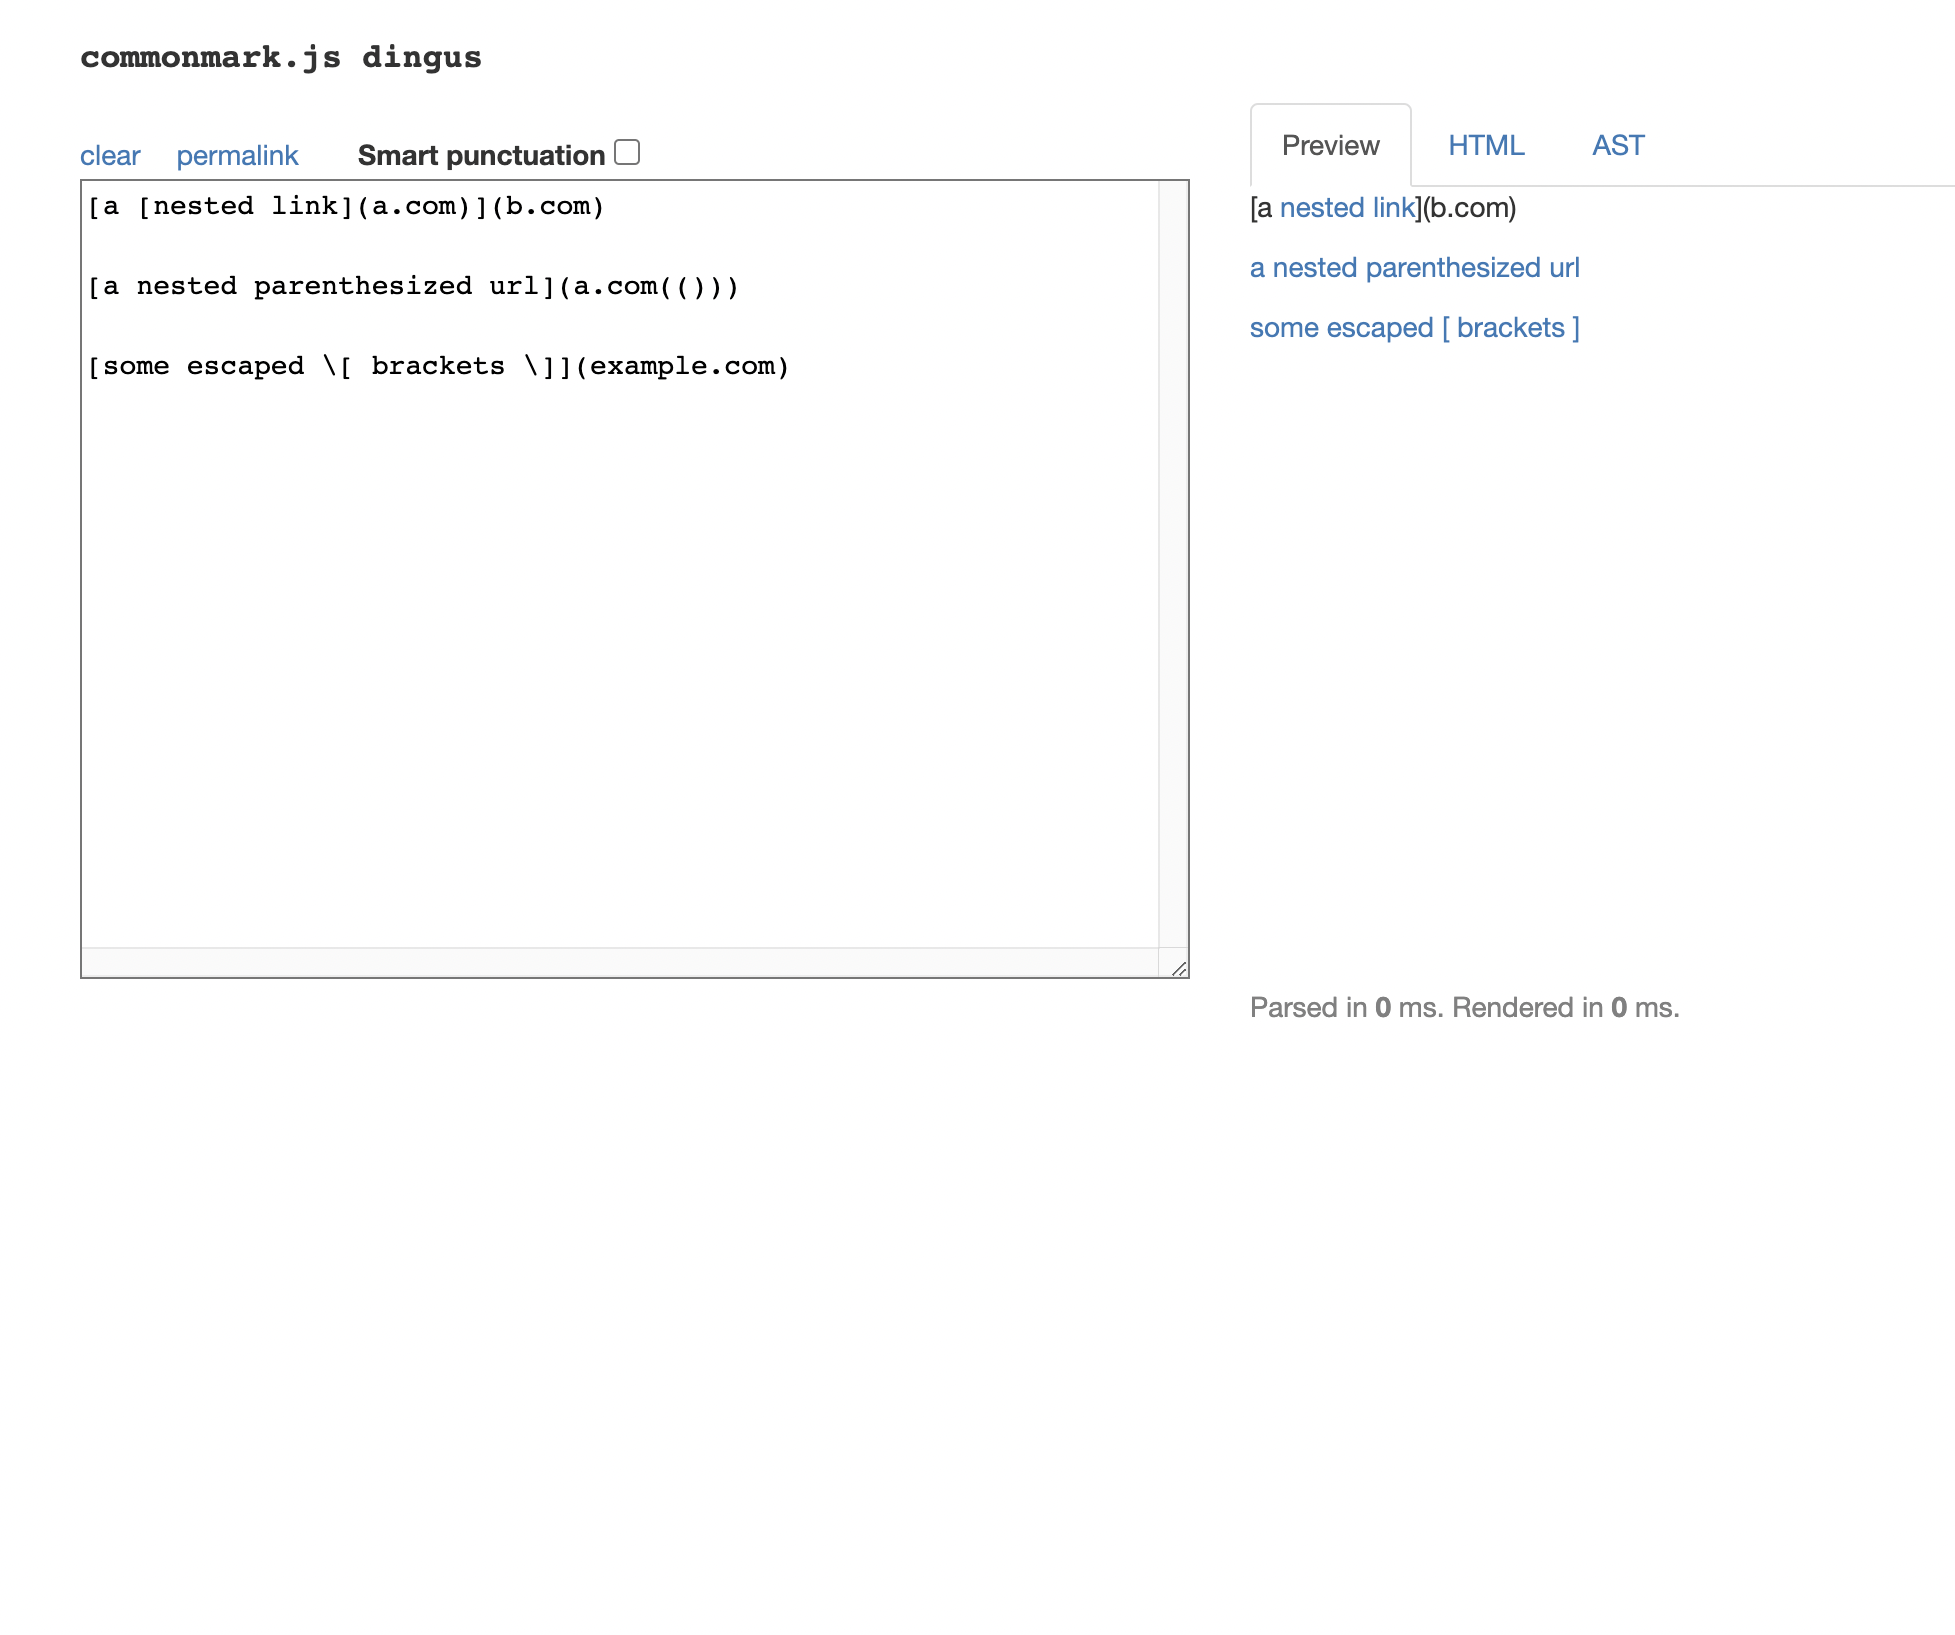 commonmark.js dingus
clear permalink Smart punctuation
Preview HTML AST
[a [nested link](a.com)](b.com)
[a nested parenthesized url](a.com(()))
[some escaped \[ brackets \]](example.com)
[a nested link](b.com)
a nested parenthesized url
some escaped [ brackets ]
Parsed in 0 ms. Rendered in 0 ms.